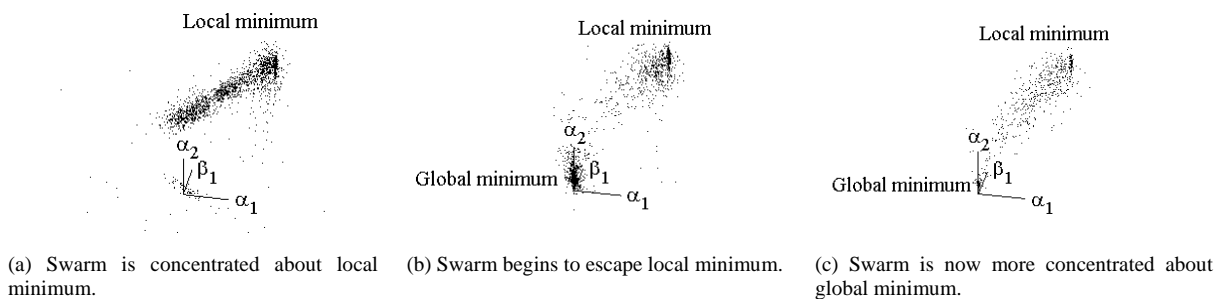 Local minimum
α2
β1
α1
Local minimum
α2
Global minimum
β1
α1
Local minimum
α2
β1
Global minimum
α1
(a) Swarm is concentrated about local
minimum.
(b) Swarm begins to escape local minimum.
(c) Swarm is now more concentrated about
global minimum.